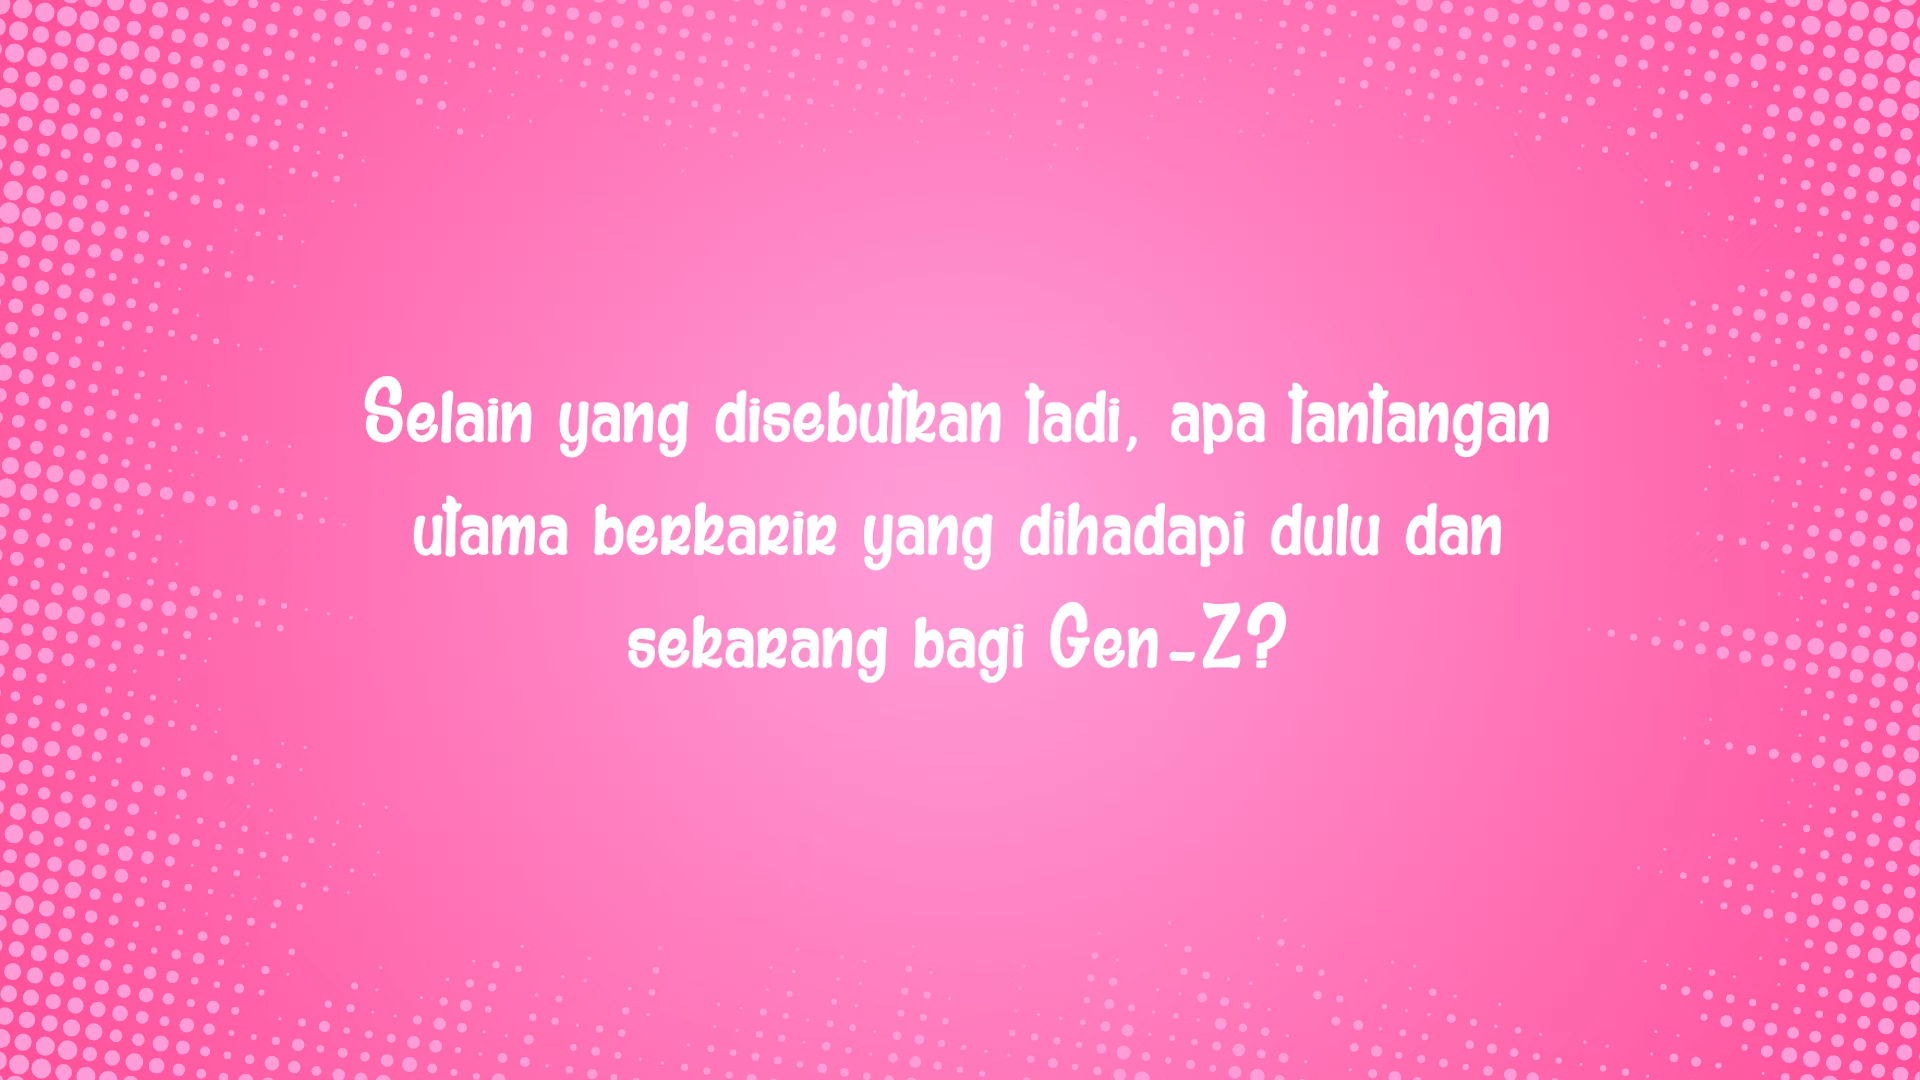 Selain yang disebutkan tadi, apa tantangan
utama berkarir yang dihadapi dulu dan
sekarang bagi Gen-Z?